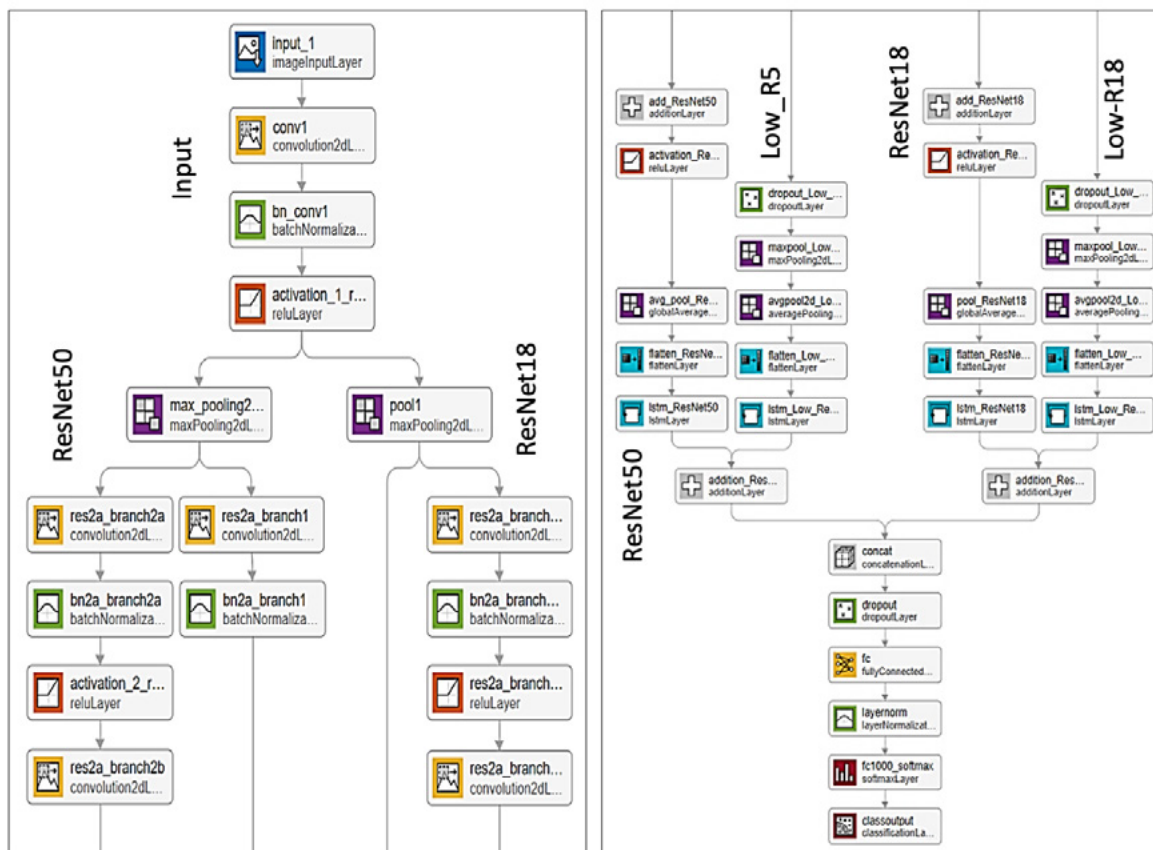 input_1
imageInputLayer
conv1
convolution2dL...
Input
bn_conv1
batchNormaliza...
activation_1_r...
reluLayer
ResNet50
max_pooling2...
maxPooling2dL...
pool1
maxPooling2dL...
ResNet18
res2a_branch2a
convolution2dL...
res2a_branch1
convolution2dL...
res2a_branch...
convolution2dL...
bn2a_branch2a
batchNormaliza...
bn2a_branch1
batchNormaliza...
bn2a_branch...
batchNormaliza...
activation_2_r...
reluLayer
res2a_branch...
reluLayer
res2a_branch2b
convolution2dL...
res2a_branch...
convolution2dL...
add_ResNet50
additionLayer
Low_R5
ResNet18
add_ResNet18
additionLayer
Low-R18
activation_Re...
reluLayer
activation_Re...
reluLayer
dropout_Low_...
dropoutLayer
dropout_Low_...
dropoutLayer
maxpool_Low...
maxPooling2dL...
maxpool_Low...
maxPooling2dL...
avg_pool_Re...
globalAverage...
avgpool2d_Lo...
averagePooling...
pool_ResNet18
globalAverage...
avgpool2d_Lo...
averagePooling...
flatten_ResNe...
flattenLayer
flatten_Low_...
flattenLayer
flatten_ResNe...
flattenLayer
flatten_Low_...
flattenLayer
lstm_ResNet50
lstmLayer
lstm_Low_Re...
lstmLayer
lstm_ResNet18
lstmLayer
lstm_Low_Re...
lstmLayer
ResNet50
addition_Res...
additionLayer
addition_Res...
additionLayer
concat
concatenationL...
dropout
dropoutLayer
fc
fullyConnected...
layernorm
layerNormalizat...
fc1000_softmax
softmaxLayer
classoutput
classificationLa...